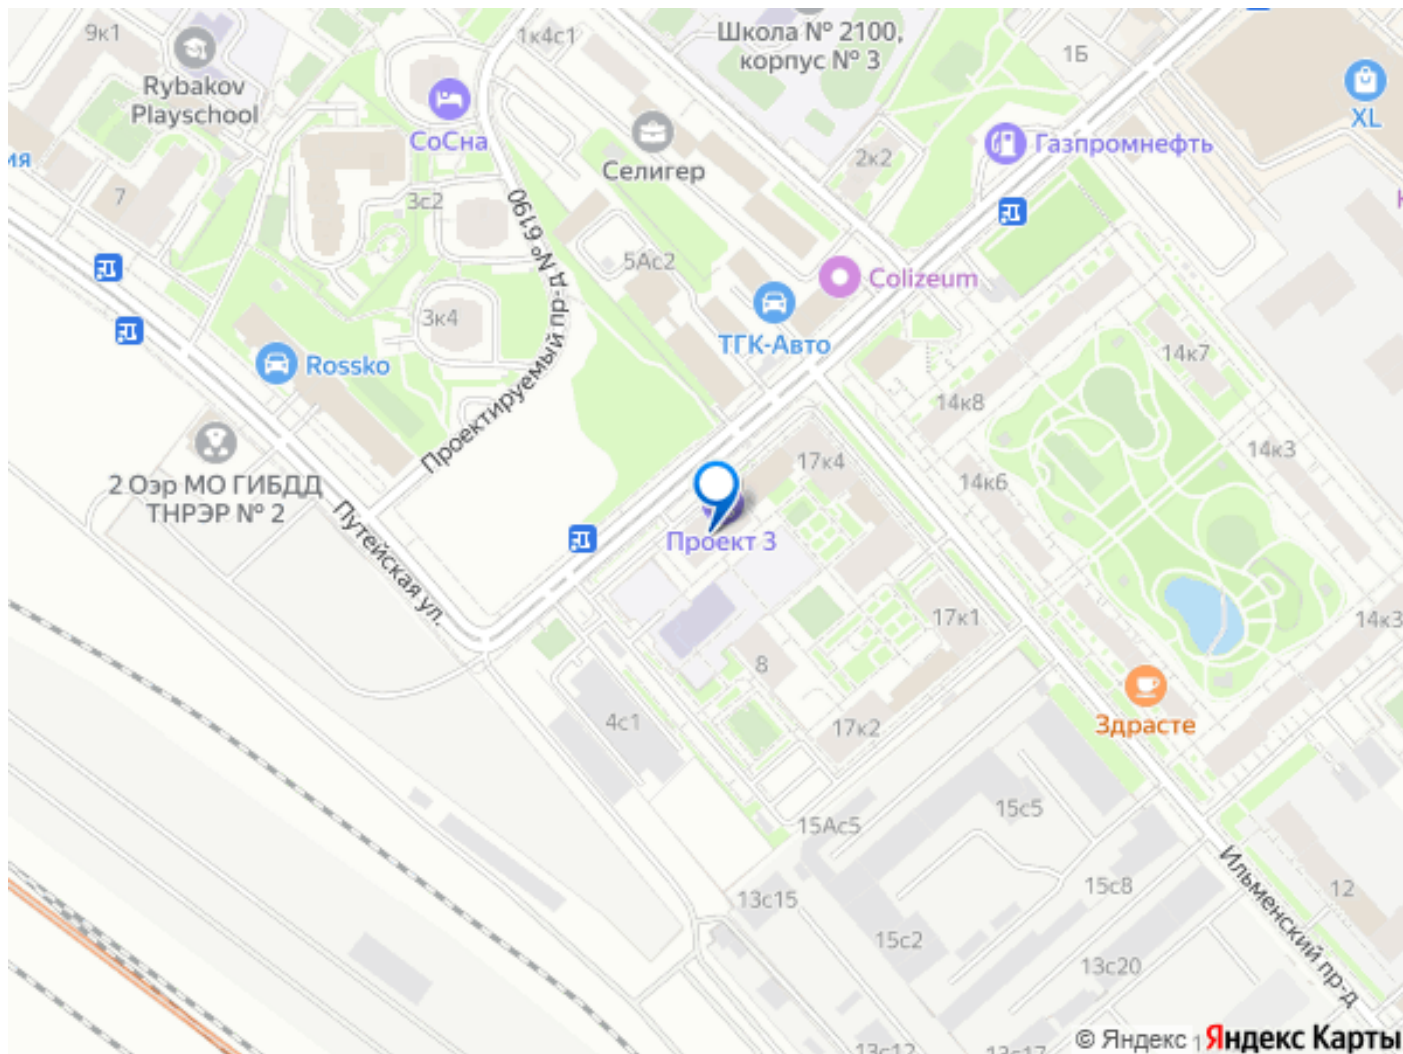 9к1
Rybakov
Playschool
1к4с1
СоСна
Школа № 2100,
корпус № 3
1Б
XL
Газпромнефть
Селигер
2к2
ия
7
3с2
5Ас2
Colizeum
ТГК-Авто
3к4
Rossko
Проектируемый пр-д № 6190
14к7
14к8
14к3
14к6
17к4
2 Оэр МО ГИБДД
ТНРЭР № 2
Путейская ул.
Проект 3
17к1
14к3
8
4с1
17к2
Здрасте
15с5
15Ас5
15с8
12
13с15
15с2
13с20
Ильменский пр-д
13с12
13с17
© Яндекс
Яндекс Карты